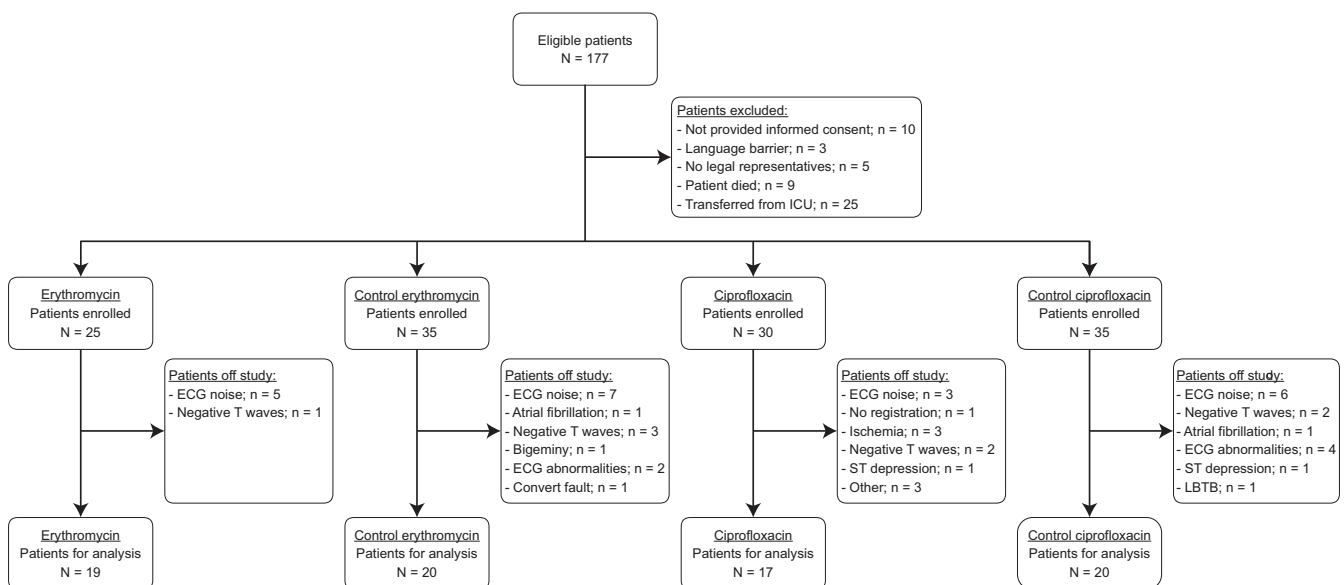 Eligible patients
N = 177
Patients excluded:
- Not provided informed consent; n = 10
- Language barrier; n = 3
- No legal representatives; n = 5
- Patient died; n = 9
- Transferred from ICU; n = 25
Erythromycin
Patients enrolled
N = 25
Control erythromycin
Patients enrolled
N = 35
Ciprofloxacin
Patients enrolled
N = 30
Control ciprofloxacin
Patients enrolled
N = 35
Patients off study:
- ECG noise; n = 5
- Negative T waves; n = 1
Patients off study:
- ECG noise; n = 7
- Atrial fibrillation; n = 1
- Negative T waves; n = 3
- Bigeminy; n = 1
- ECG abnormalities; n = 2
- Convert fault; n = 1
Patients off study:
- ECG noise; n = 3
- No registration; n = 1
- Ischemia; n = 3
- Negative T waves; n = 2
- ST depression; n = 1
- Other; n = 3
Patients off study:
- ECG noise; n = 6
- Negative T waves; n = 2
- Atrial fibrillation; n = 1
- ECG abnormalities; n = 4
- ST depression; n = 1
- LBTB; n = 1
Erythromycin
Patients for analysis
N = 19
Control erythromycin
Patients for analysis
N = 20
Ciprofloxacin
Patients for analysis
N = 17
Control ciprofloxacin
Patients for analysis
N = 20